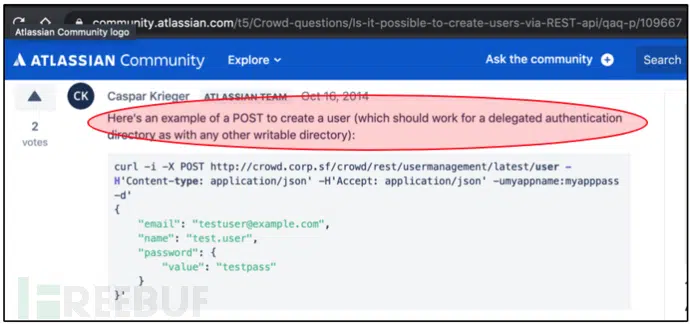 community.atlassian.com/t5/Crowd-questions/Is-it-possible-to-create-users-via-REST-api/qaq-p/109667
Atlassian Community logo
ATLASSIAN Community Explore Ask the community Search
CK Caspar Krieger ATLASSIAN TEAM Oct 16, 2014
2
votes
Here's an example of a POST to create a user (which should work for a delegated authentication
directory as with any other writable directory):
curl -i -X POST http://crowd.corp.sf/crowd/rest/usermanagement/latest/user -
H'Content-type: application/json' -H'Accept: application/json' -umyappname:myapppass
-d'
{
"email": "testuser@example.com",
"name": "test.user",
"password": {
"value": "testpass"
}
}'
FREEBUF